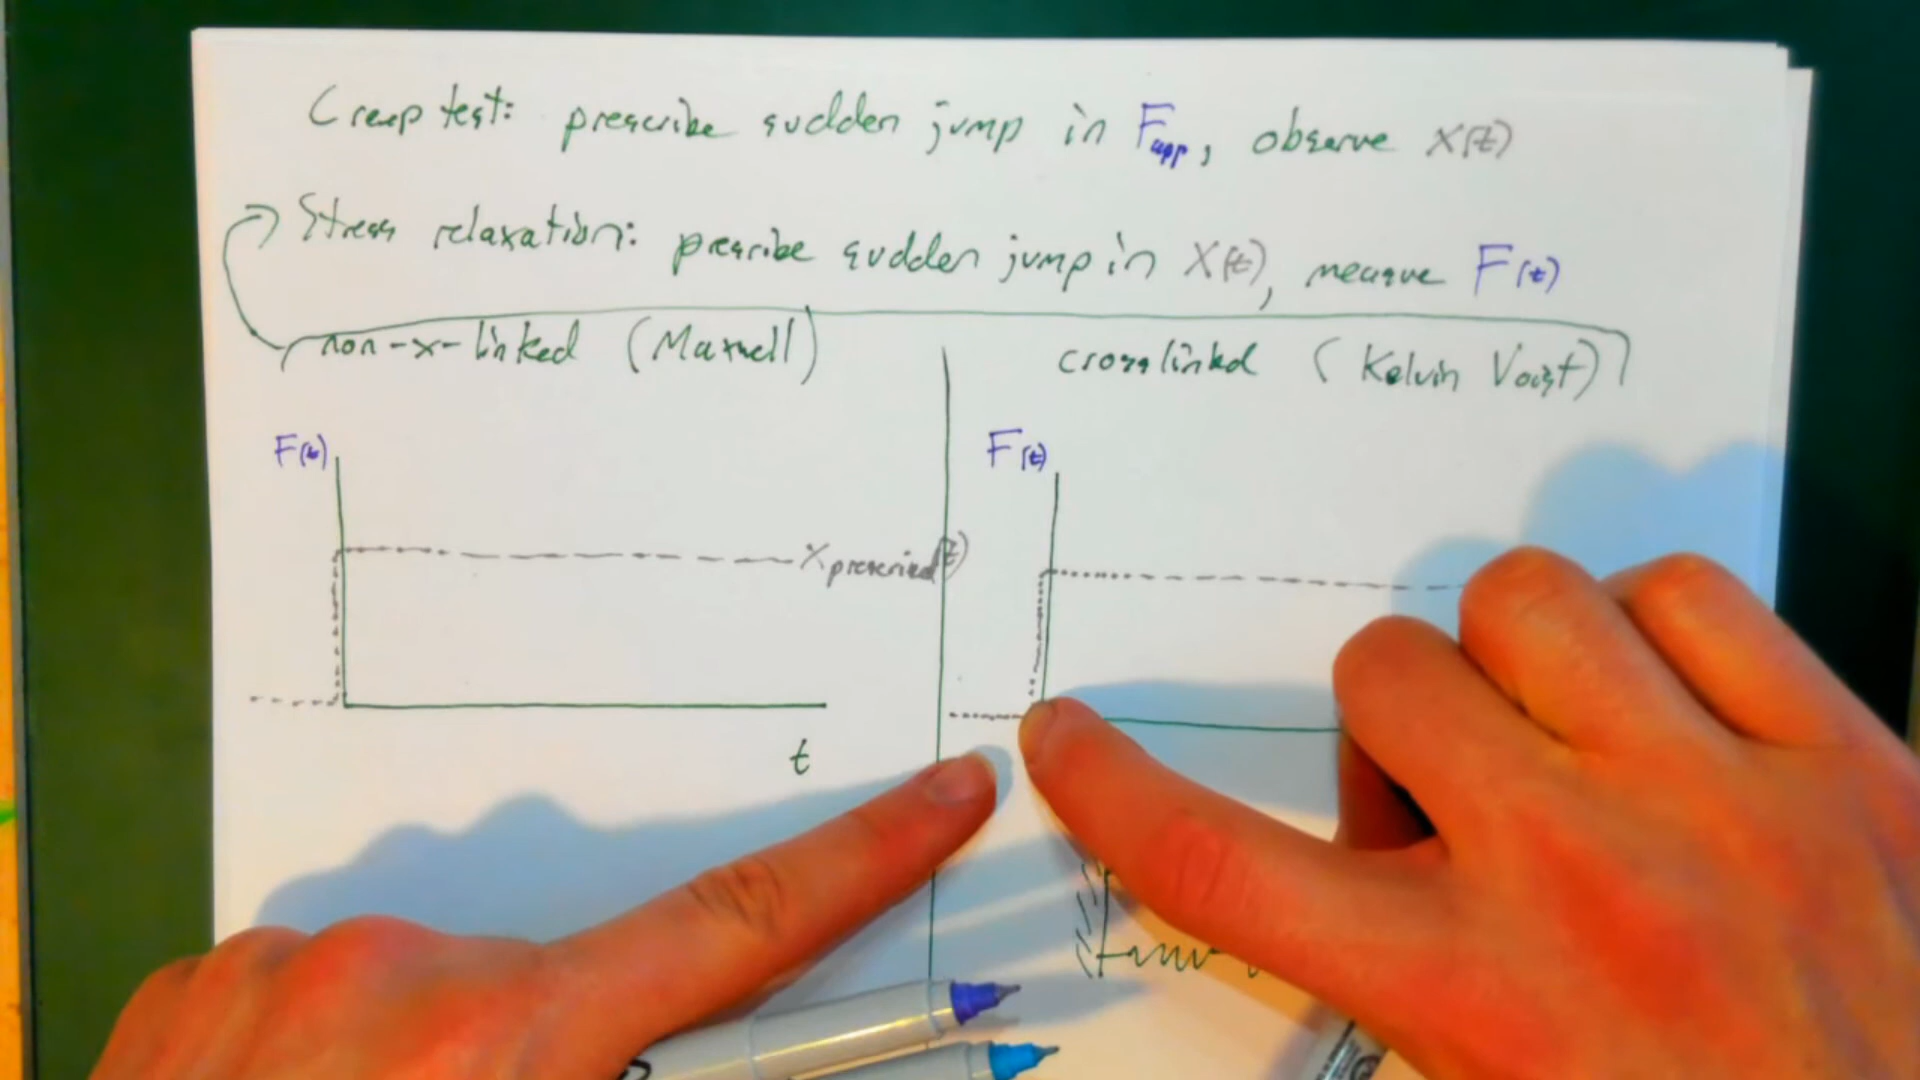 Creep test: prescribe sudden jump in Fapp, observe X(t)
Stress relaxation: prescribe sudden jump in X(t), measure F(t)
non-x-linked (Maxwell)
crosslinked (Kelvin Voigt)
F(t)
F(t)
Xprescribed(t)
t